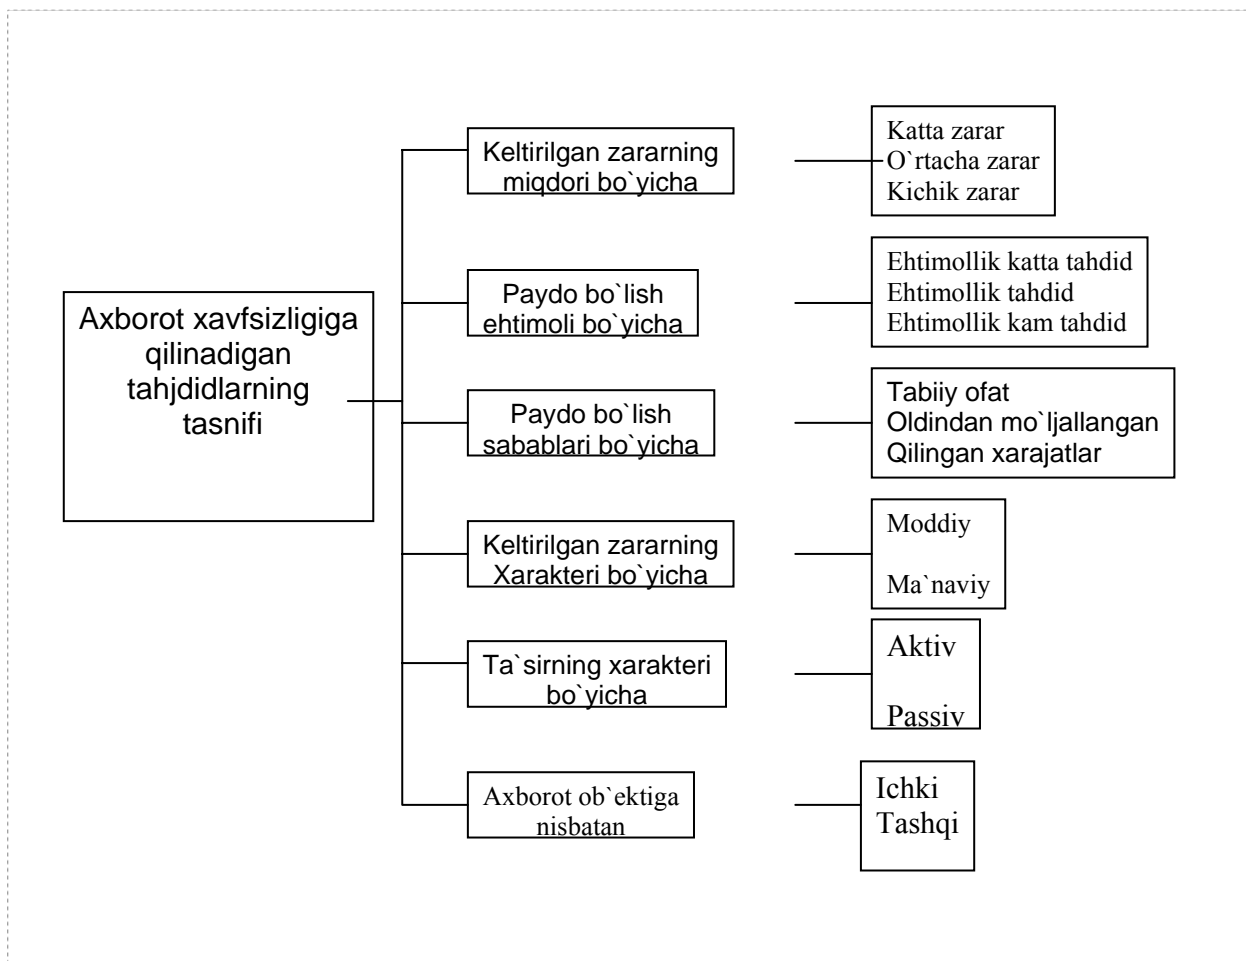 Axborot xavfsizligiga
qilinadigan
tahjdidlarning
tasnifi
Keltirilgan zararning
miqdori bo`yicha
Katta zarar
O`rtacha zarar
Kichik zarar
Paydo bo`lish
ehtimoli bo`yicha
Ehtimollik katta tahdid
Ehtimollik tahdid
Ehtimollik kam tahdid
Paydo bo`lish
sabablari bo`yicha
Tabiiy ofat
Oldindan mo`ljallangan
Qilingan xarajatlar
Keltirilgan zararning
Xarakteri bo`yicha
Moddiy
Ma`naviy
Ta`sirning xarakteri
bo`yicha
Aktiv
Passiv
Axborot ob`ektiga
nisbatan
Ichki
Tashqi